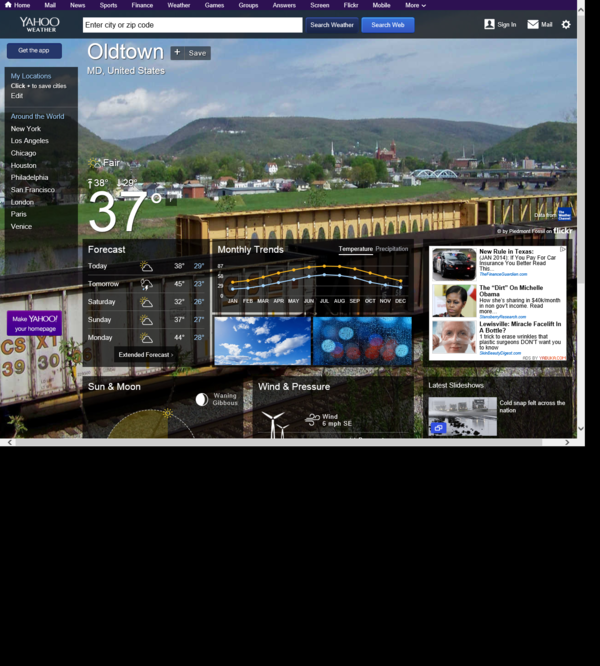 Home Mail News Sports Finance Weather Games Groups Answers Screen Flickr Mobile More
YAHOO
WEATHER
Enter city or zip code
Search Weather
Search Web
Sign In
Mail
Get the app
Oldtown
+ Save
MD, United States
My Locations
Click + to save cities
Edit
Around the World
New York
Los Angeles
Chicago
Houston
Philadelphia
San Francisco
London
Paris
Venice
Fair
38° 29°
37°
Data from
The Weather Channel
© by Piedmont Fossil on flickr
Forecast
Today 38° 29°
Tomorrow 45° 23°
Saturday 32° 26°
Sunday 37° 27°
Monday 44° 28°
Extended Forecast ›
Monthly Trends
Temperature Precipitation
87
58
29
0
JAN FEB MAR APR MAY JUN JUL AUG SEP OCT NOV DEC
New Rule in Texas:
(JAN 2014): If You Pay For Car
Insurance You Better Read
This...
TheFinanceGuardian.com
The "Dirt" On Michelle
Obama
How she's sharing in $40k/month
in non gov't income. Read
more....
StansberryResearch.com
Lewisville: Miracle Facelift In
A Bottle?
1 trick to erase wrinkles that
plastic surgeons DON'T want you
to know
SkinBeautyDigest.com
Make YAHOO!
your homepage
CSXT
39 30
Sun & Moon
Waning
Gibbous
Wind & Pressure
Wind
6 mph SE
Latest Slideshows
Cold snap felt across the
nation